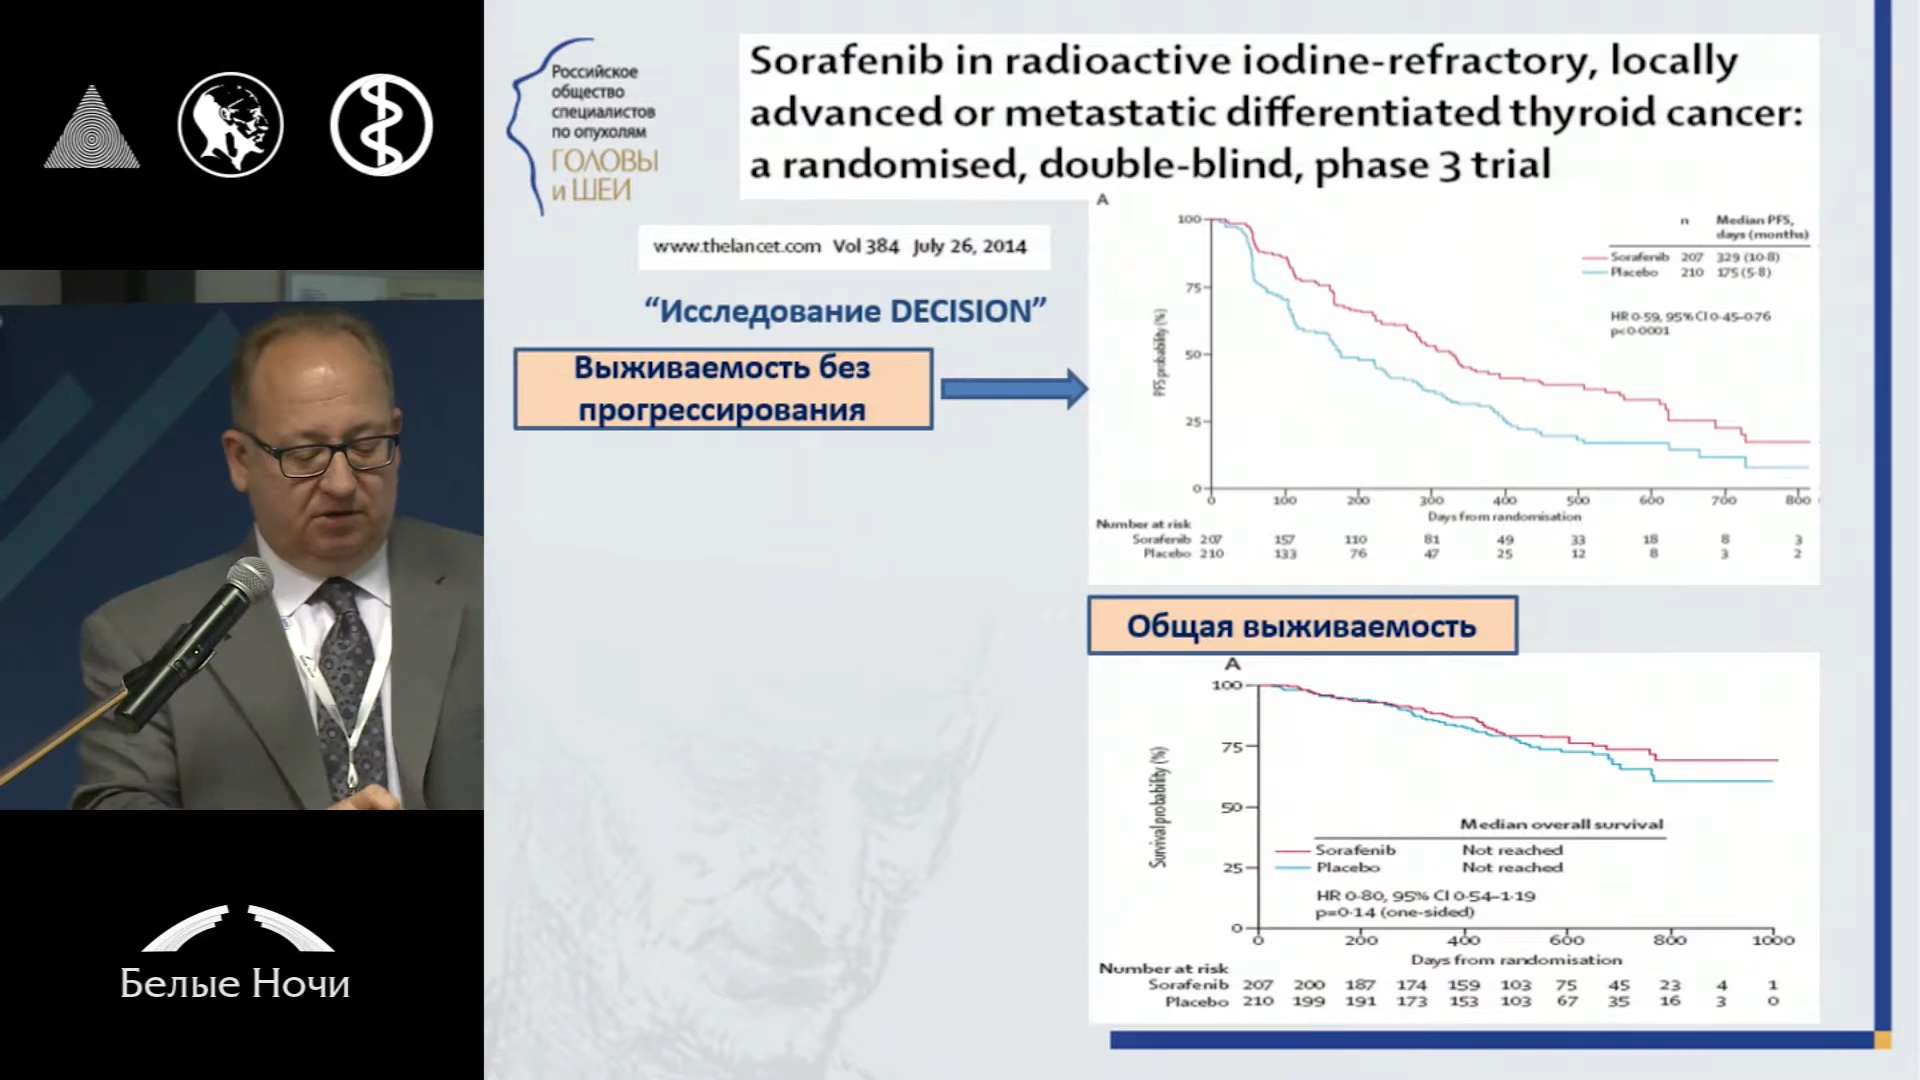 Российское
общество
специалистов
по опухолям
ГОЛОВЫ
и ШЕИ
Sorafenib in radioactive iodine-refractory, locally
advanced or metastatic differentiated thyroid cancer:
a randomised, double-blind, phase 3 trial
www.thelancet.com Vol 384 July 26, 2014
“Исследование DECISION”
Выживаемость без
прогрессирования
A
n Median PFS,
days (months)
Sorafenib 207 329 (10·8)
Placebo 210 175 (5·8)
HR 0·59, 95% CI 0·45–0·76
p<0·0001
PFS probability (%)
100
75
50
25
0
0 100 200 300 400 500 600 700 800
Days from randomisation
Number at risk
Sorafenib 207 157 110 81 49 33 18 8 3
Placebo 210 133 76 47 25 12 8 3 2
Общая выживаемость
A
Survival probability (%)
100
75
50
25
0
Median overall survival
Sorafenib Not reached
Placebo Not reached
HR 0·80, 95% CI 0·54–1·19
p=0·14 (one-sided)
0 200 400 600 800 1000
Days from randomisation
Number at risk
Sorafenib 207 200 187 174 159 103 75 45 23 4 1
Placebo 210 199 191 173 153 103 67 35 16 3 0
Белые Ночи